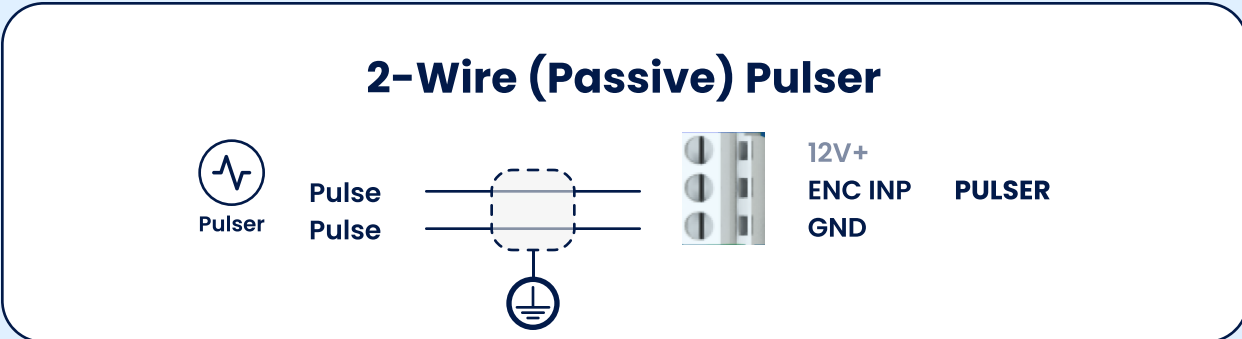 2-Wire (Passive) Pulser
Pulser
Pulse
Pulse
12V+
ENC INP PULSER
GND